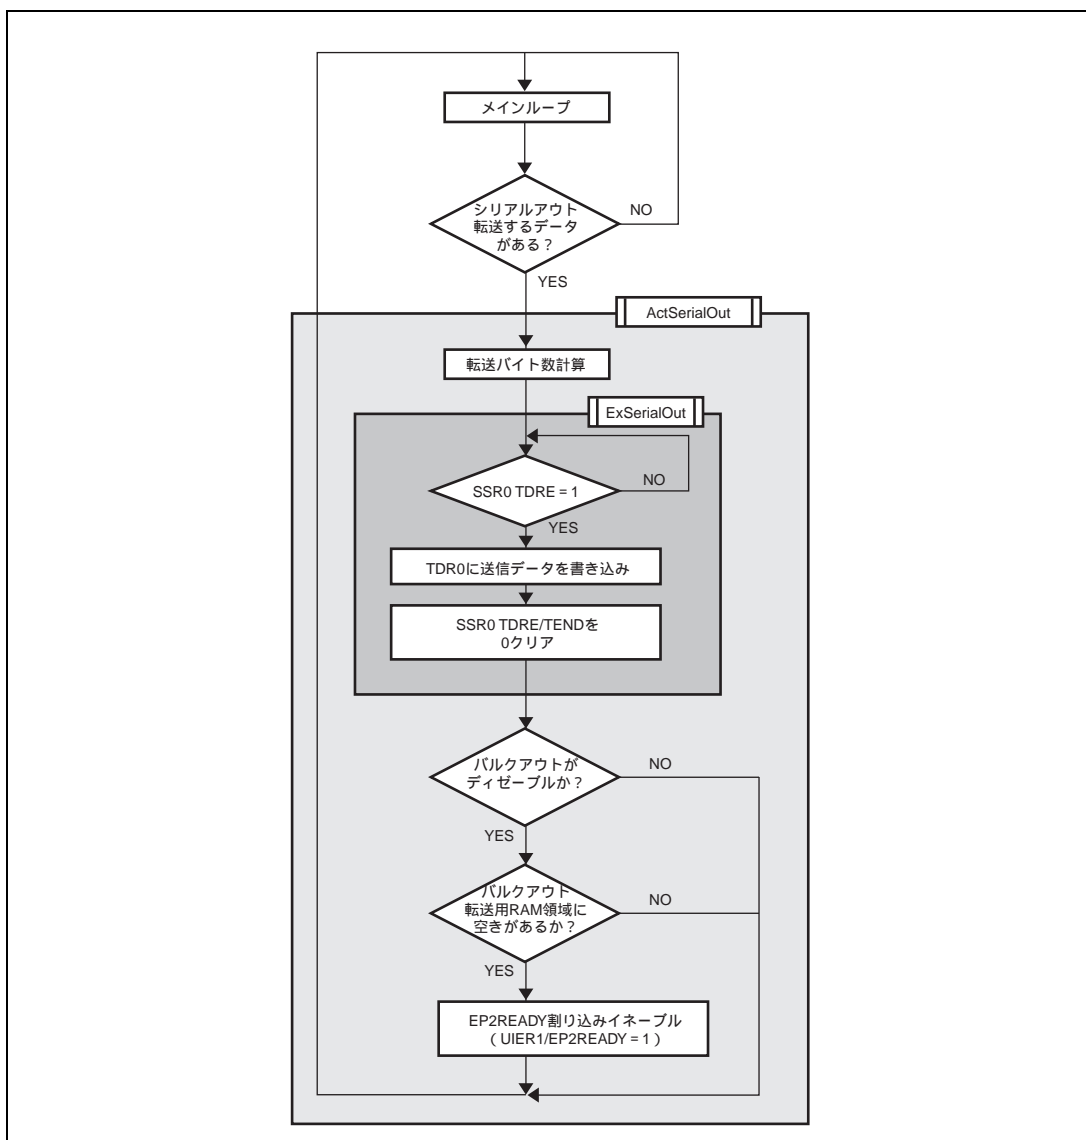 メインループ
シリアルアウト
転送するデータ
がある？
NO
YES
ActSerialOut
転送バイト数計算
ExSerialOut
SSR0 TDRE = 1
NO
YES
TDR0に送信データを書き込み
SSR0 TDRE/TENDを
0クリア
バルクアウトが
ディゼーブルか？
NO
YES
バルクアウト
転送用RAM領域に
空きがあるか？
NO
YES
EP2READY割り込みイネーブル
（ UIER1/EP2READY = 1 ）